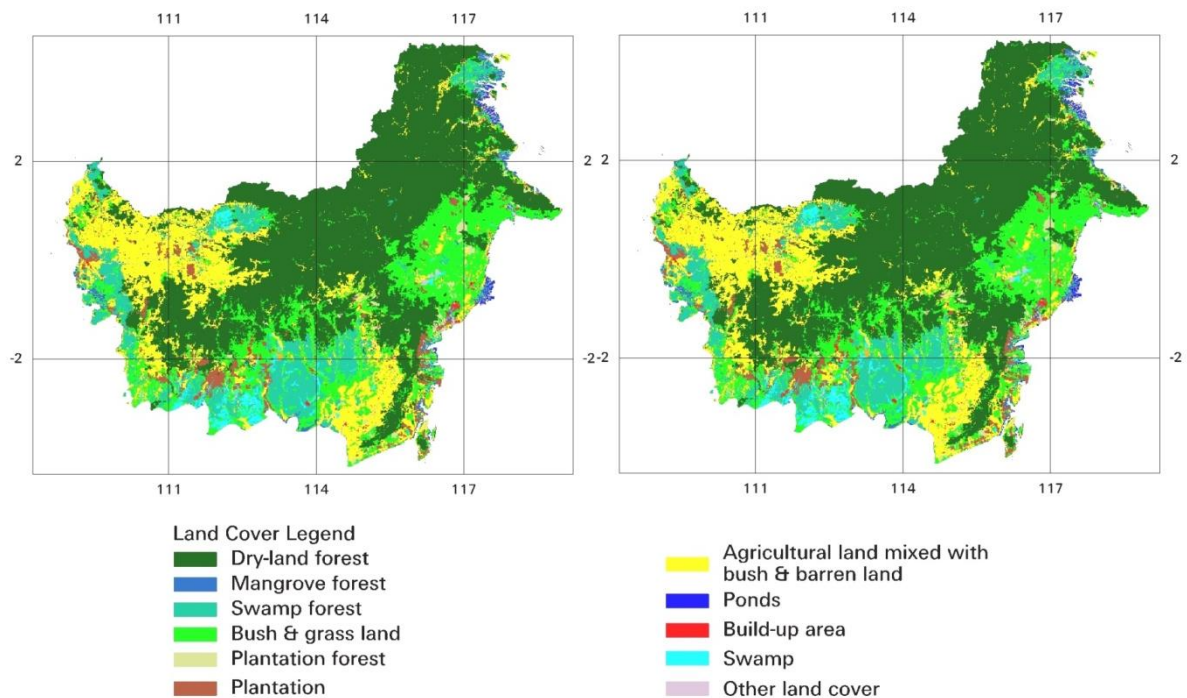 111 117 111 117
2 2 2 2
-2 -2 -2 -2
111 114 117 111 114 117
Land Cover Legend
Dry-land forest
Mangrove forest
Swamp forest
Bush & grass land
Plantation forest
Plantation
Agricultural land mixed with
bush & barren land
Ponds
Build-up area
Swamp
Other land cover